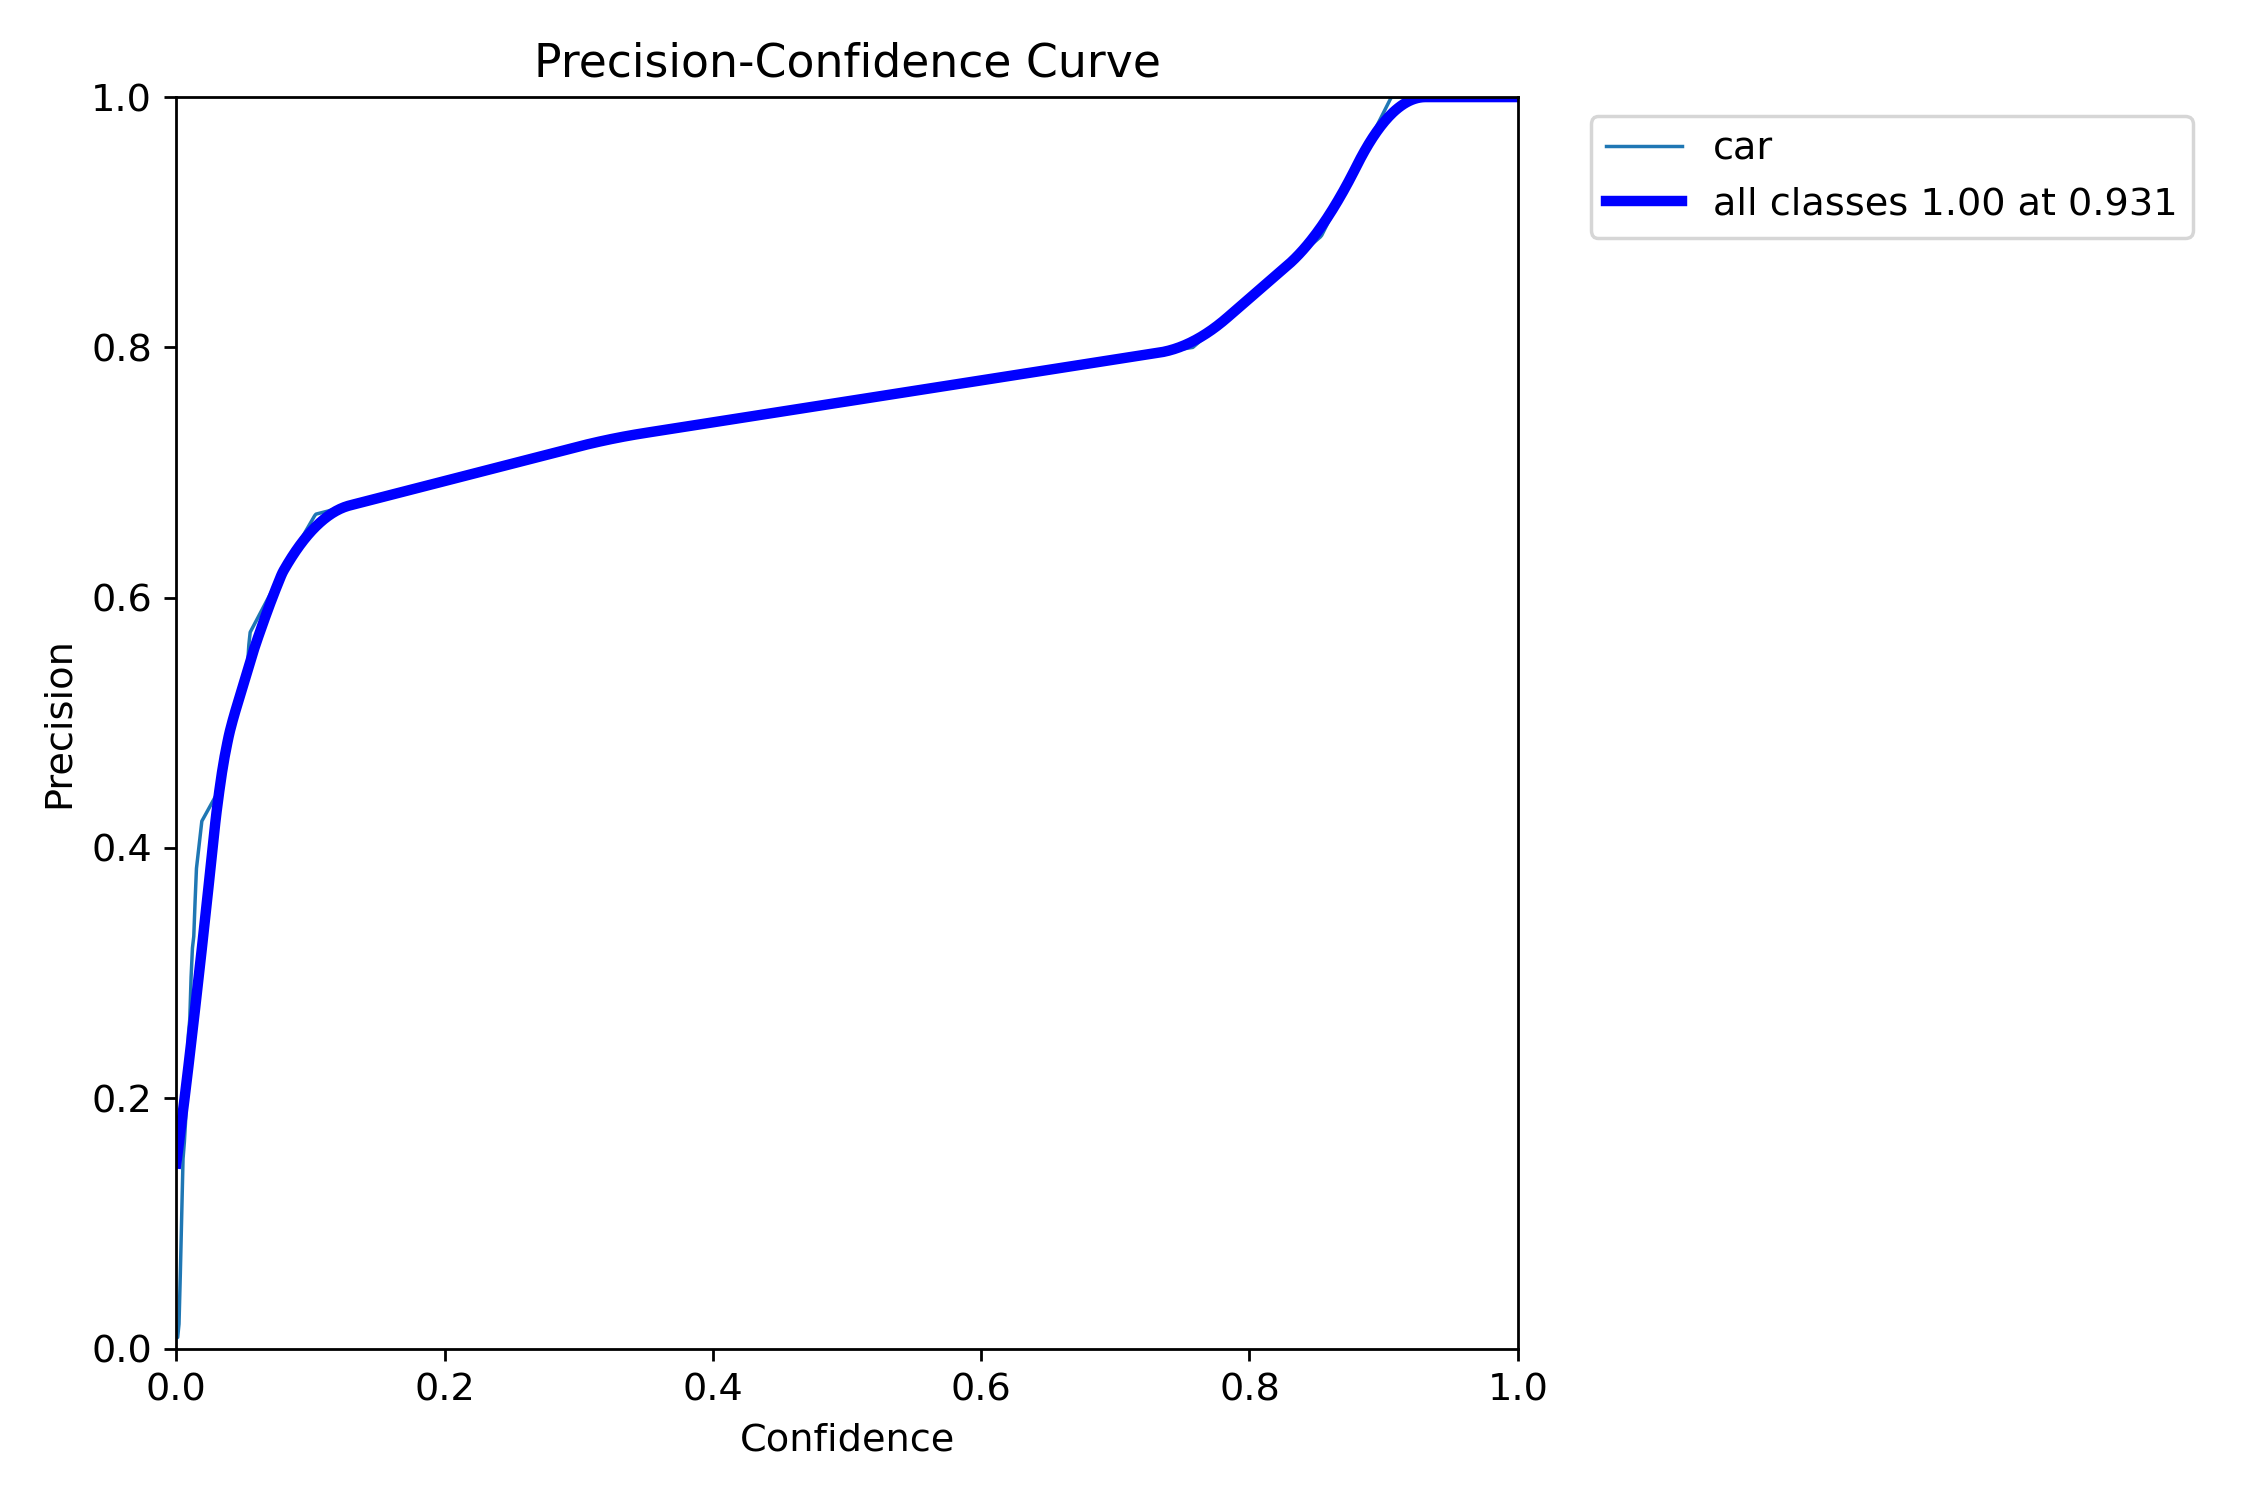 Precision-Confidence Curve
car
all classes 1.00 at 0.931
1.0
0.8
0.6
0.4
0.2
0.0
Precision
0.0 0.2 0.4 0.6 0.8 1.0
Confidence